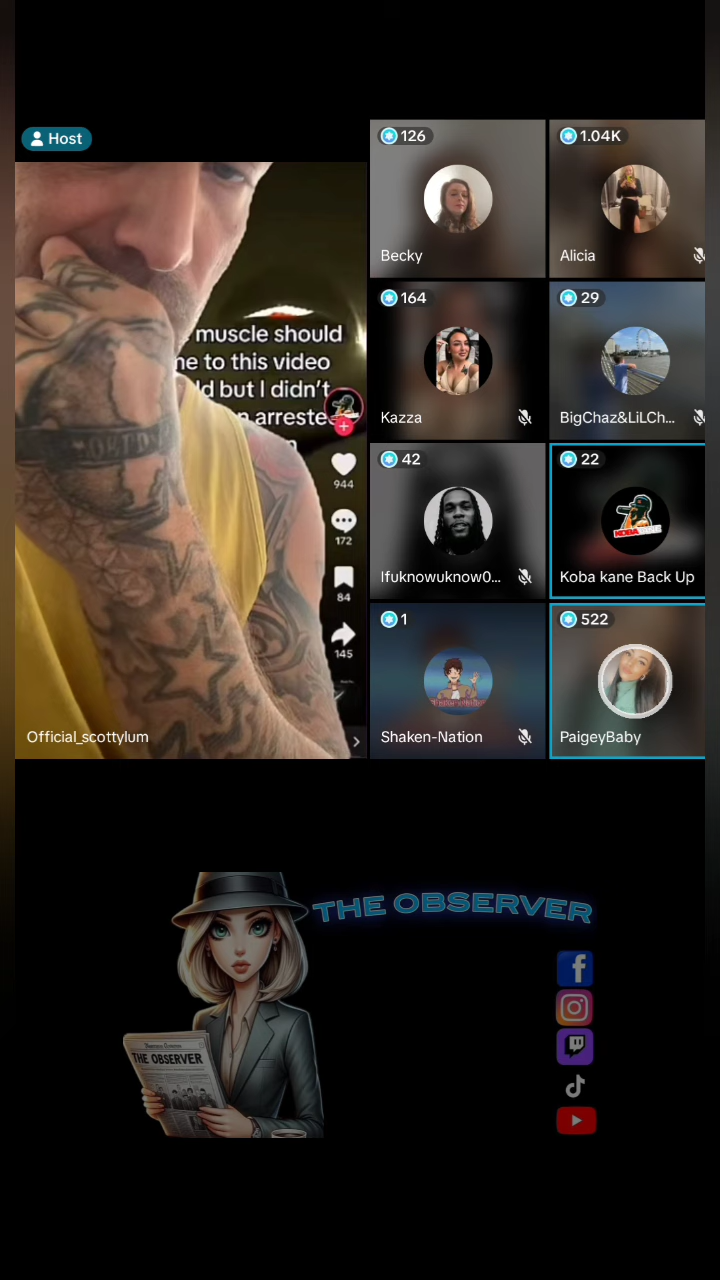 Host
muscle should
me to this video
ld but I didn't
arreste
944
172
84
145
Official_scottylum
126
Becky
1.04K
Alicia
164
Kazza
29
BigChaz&LiLCh...
42
Ifuknowuknow0...
22
KOBA
Koba kane Back Up
1
Shaken-Nation
522
PaigeyBaby
THE OBSERVER
THE OBSERVER